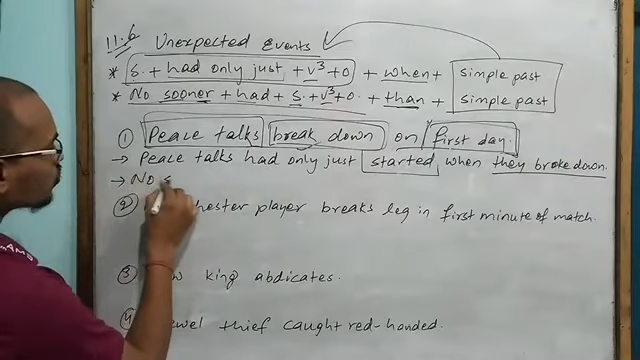 11.6 Unexpected Events
* S. + had only just + V³ + O + when + simple past
* No sooner + had + S. + V³ + O. + than + simple past
① Peace talks break down on first day.
→ Peace talks had only just started when they broke down.
→ No s
② chester player breaks leg in first minute of match.
③ king abdicates.
④ thief caught red-handed.